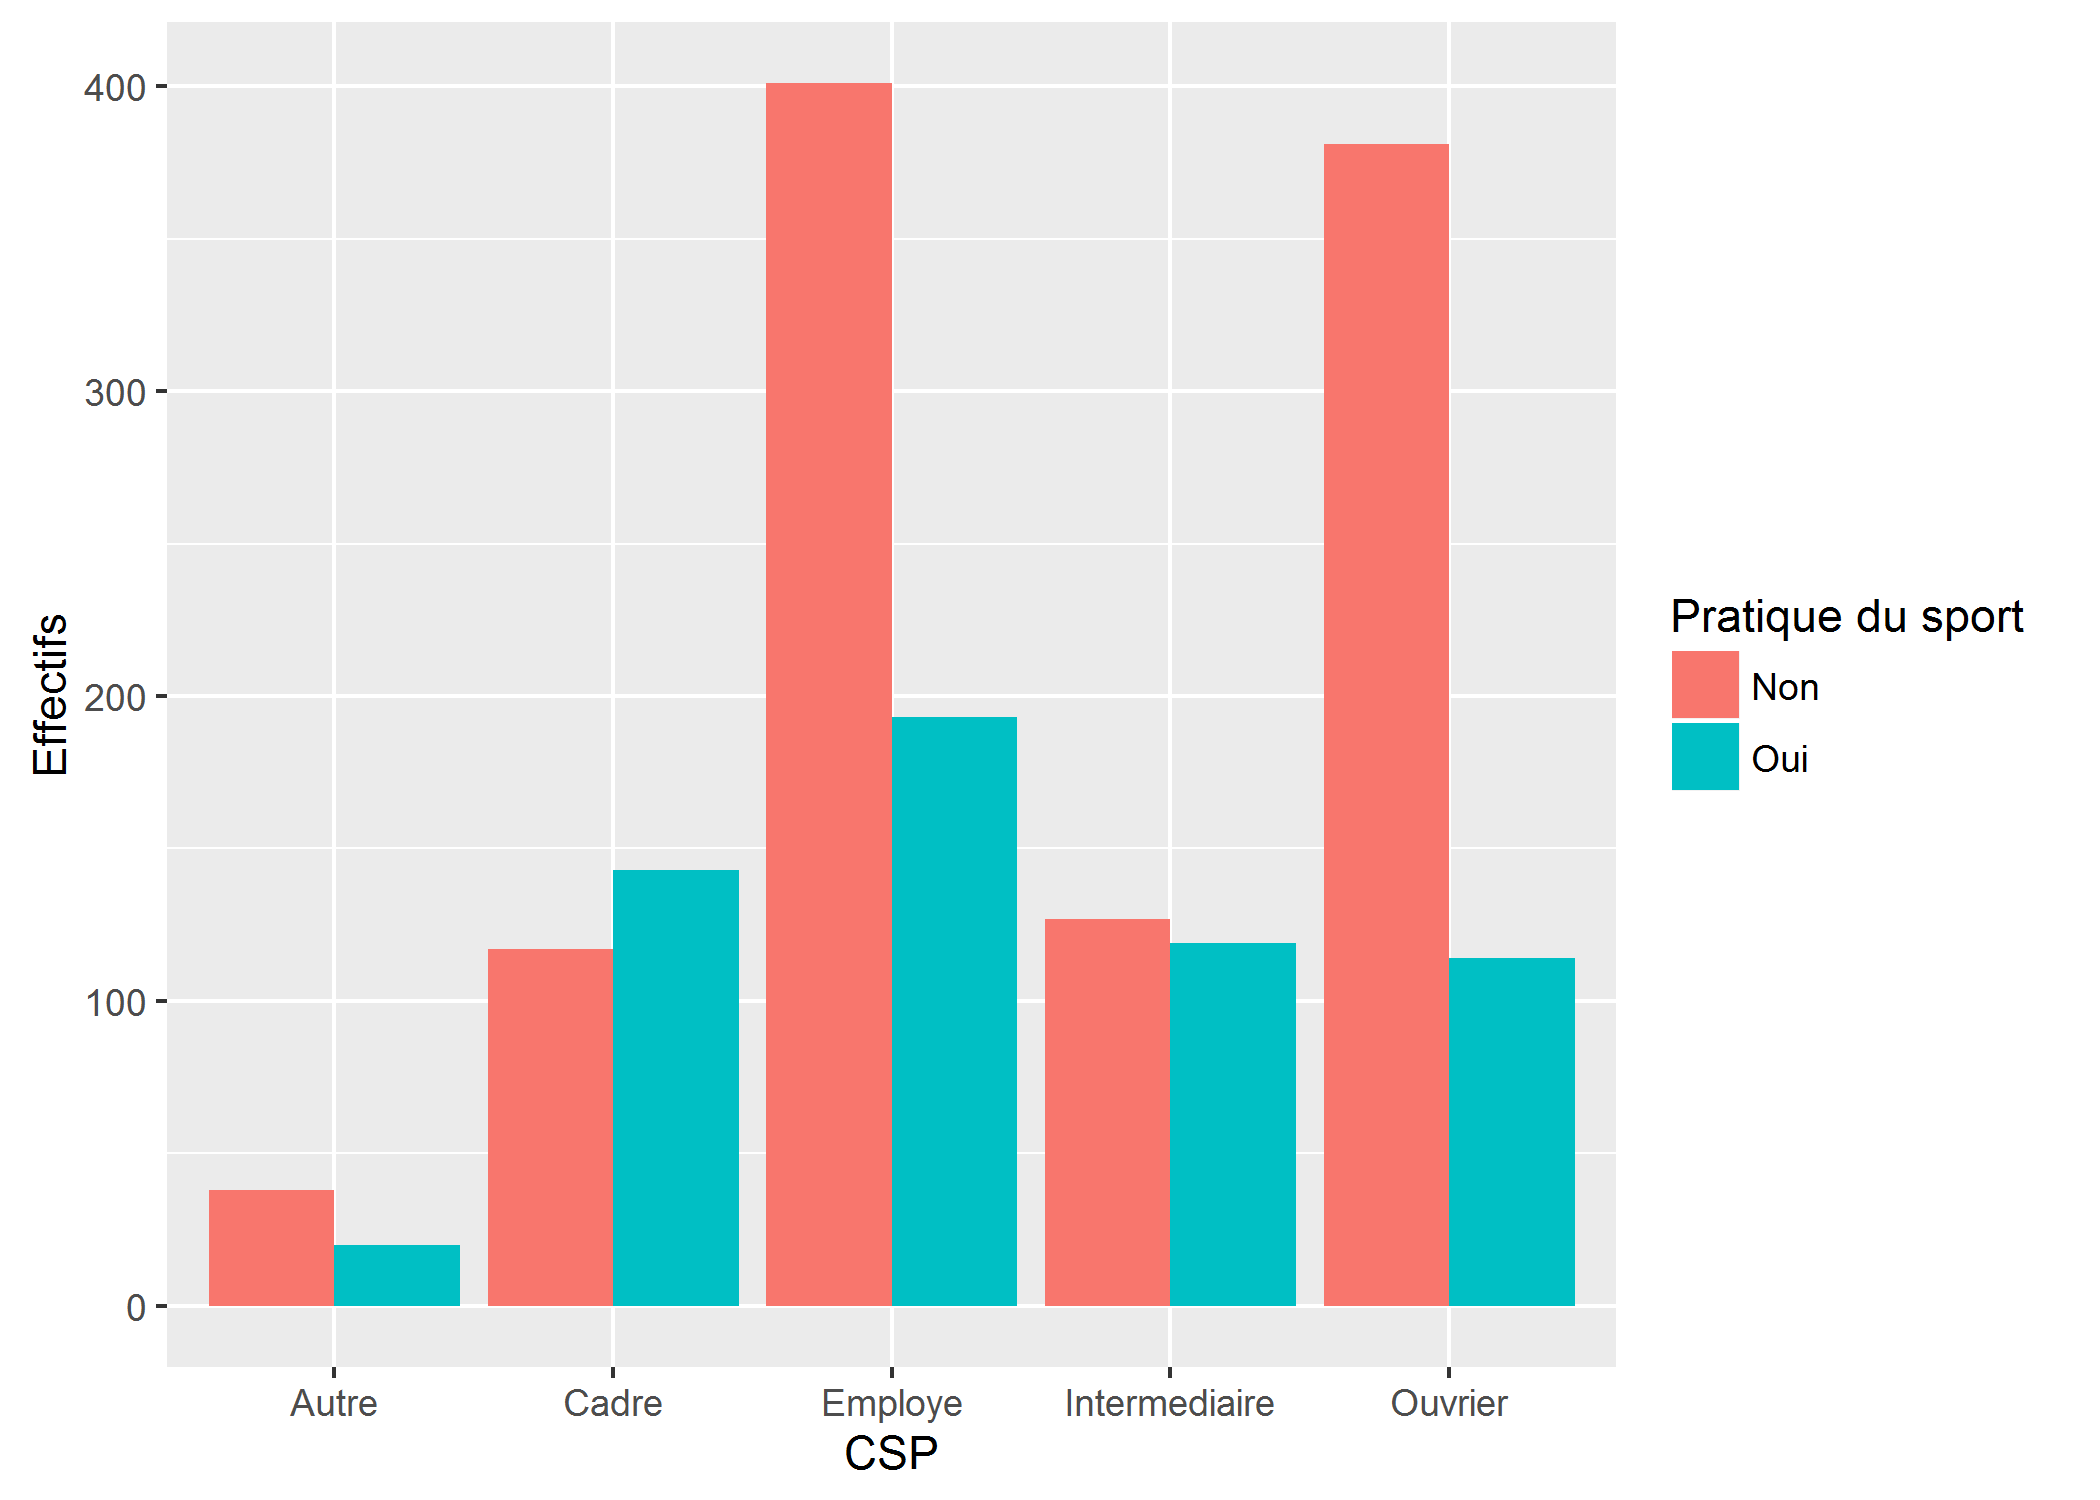 Effectifs
400
300
200
100
0
Autre
Cadre
Employe
Intermediaire
Ouvrier
CSP
Pratique du sport
Non
Oui